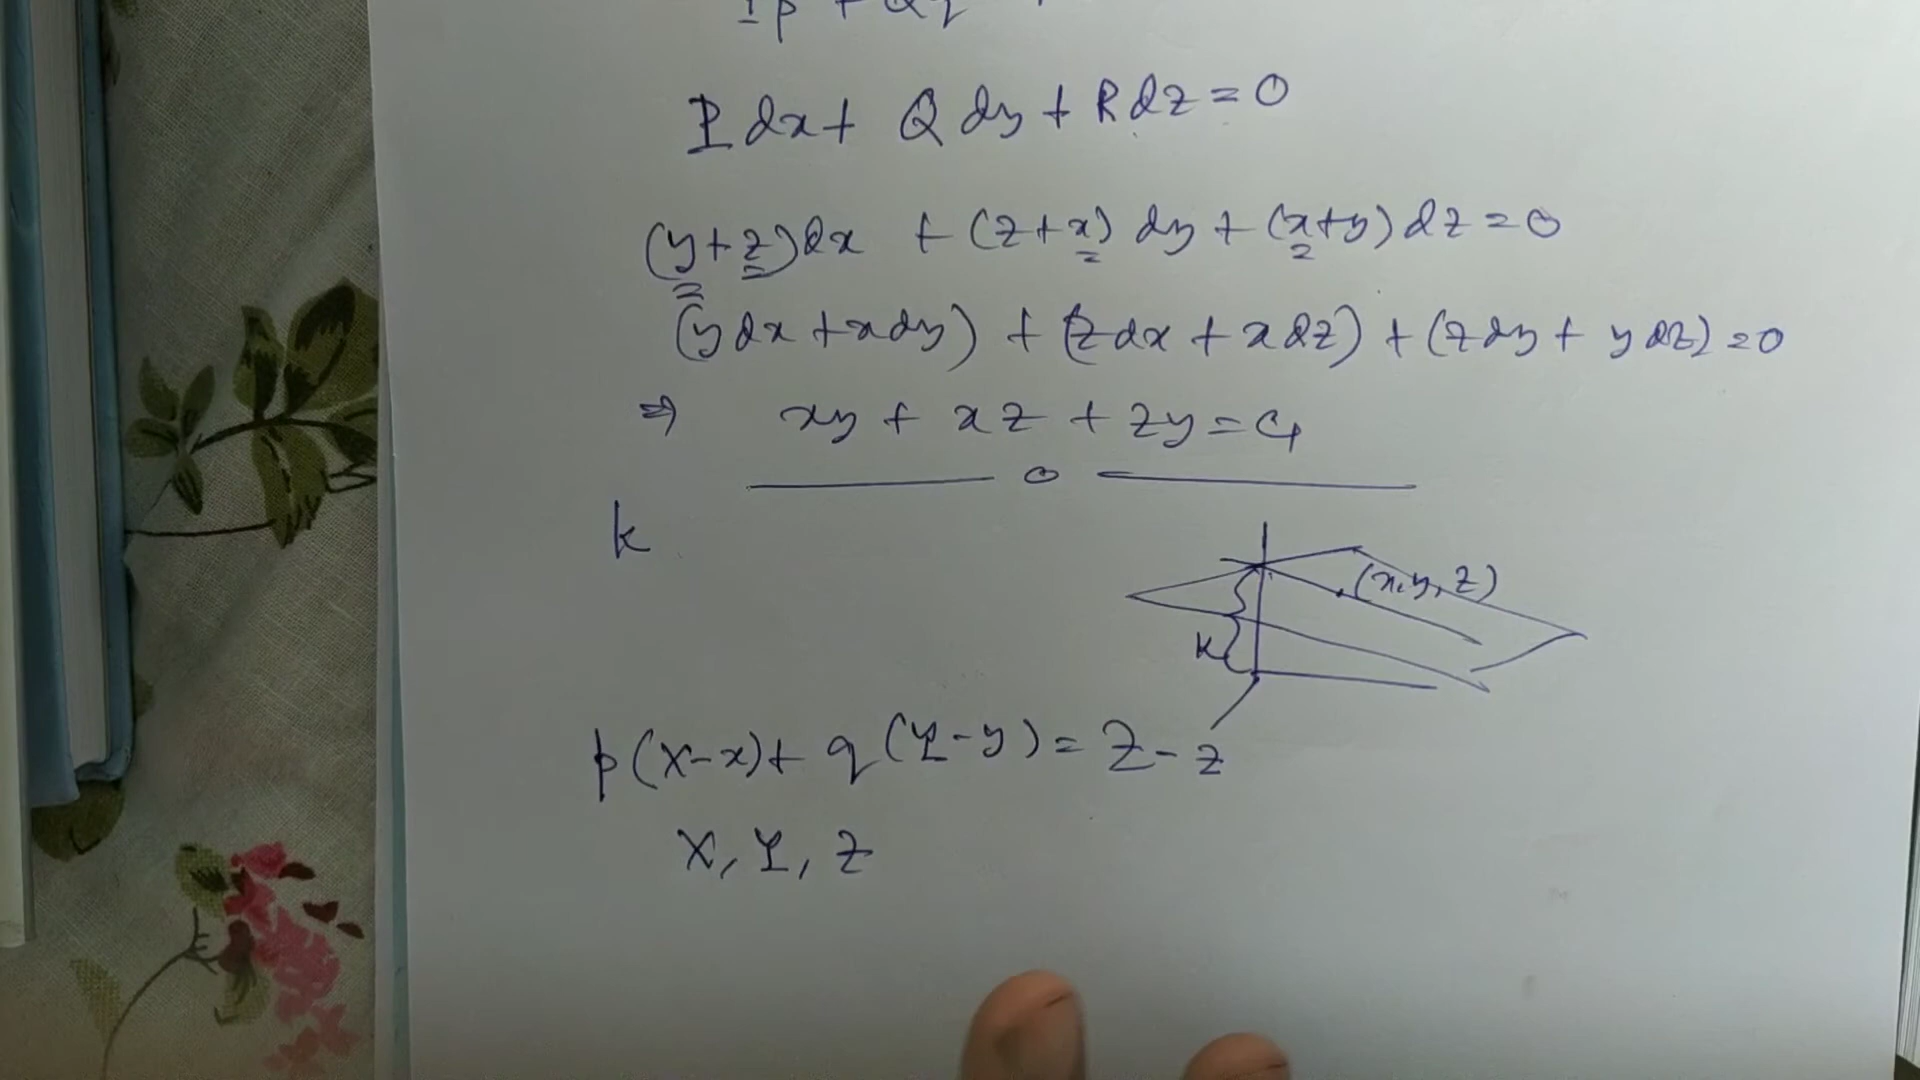 Pdx + Qdy + Rdz = 0
(y+z)dx + (z+x)dy + (x+y)dz = 0
(ydx + xdy) + (zdx + xdz) + (zdy + ydz) = 0
⇒ xy + xz + zy = c₁
k
(x,y,z)
K
p(X-x) + q(Y-y) = Z-z
X, Y, Z